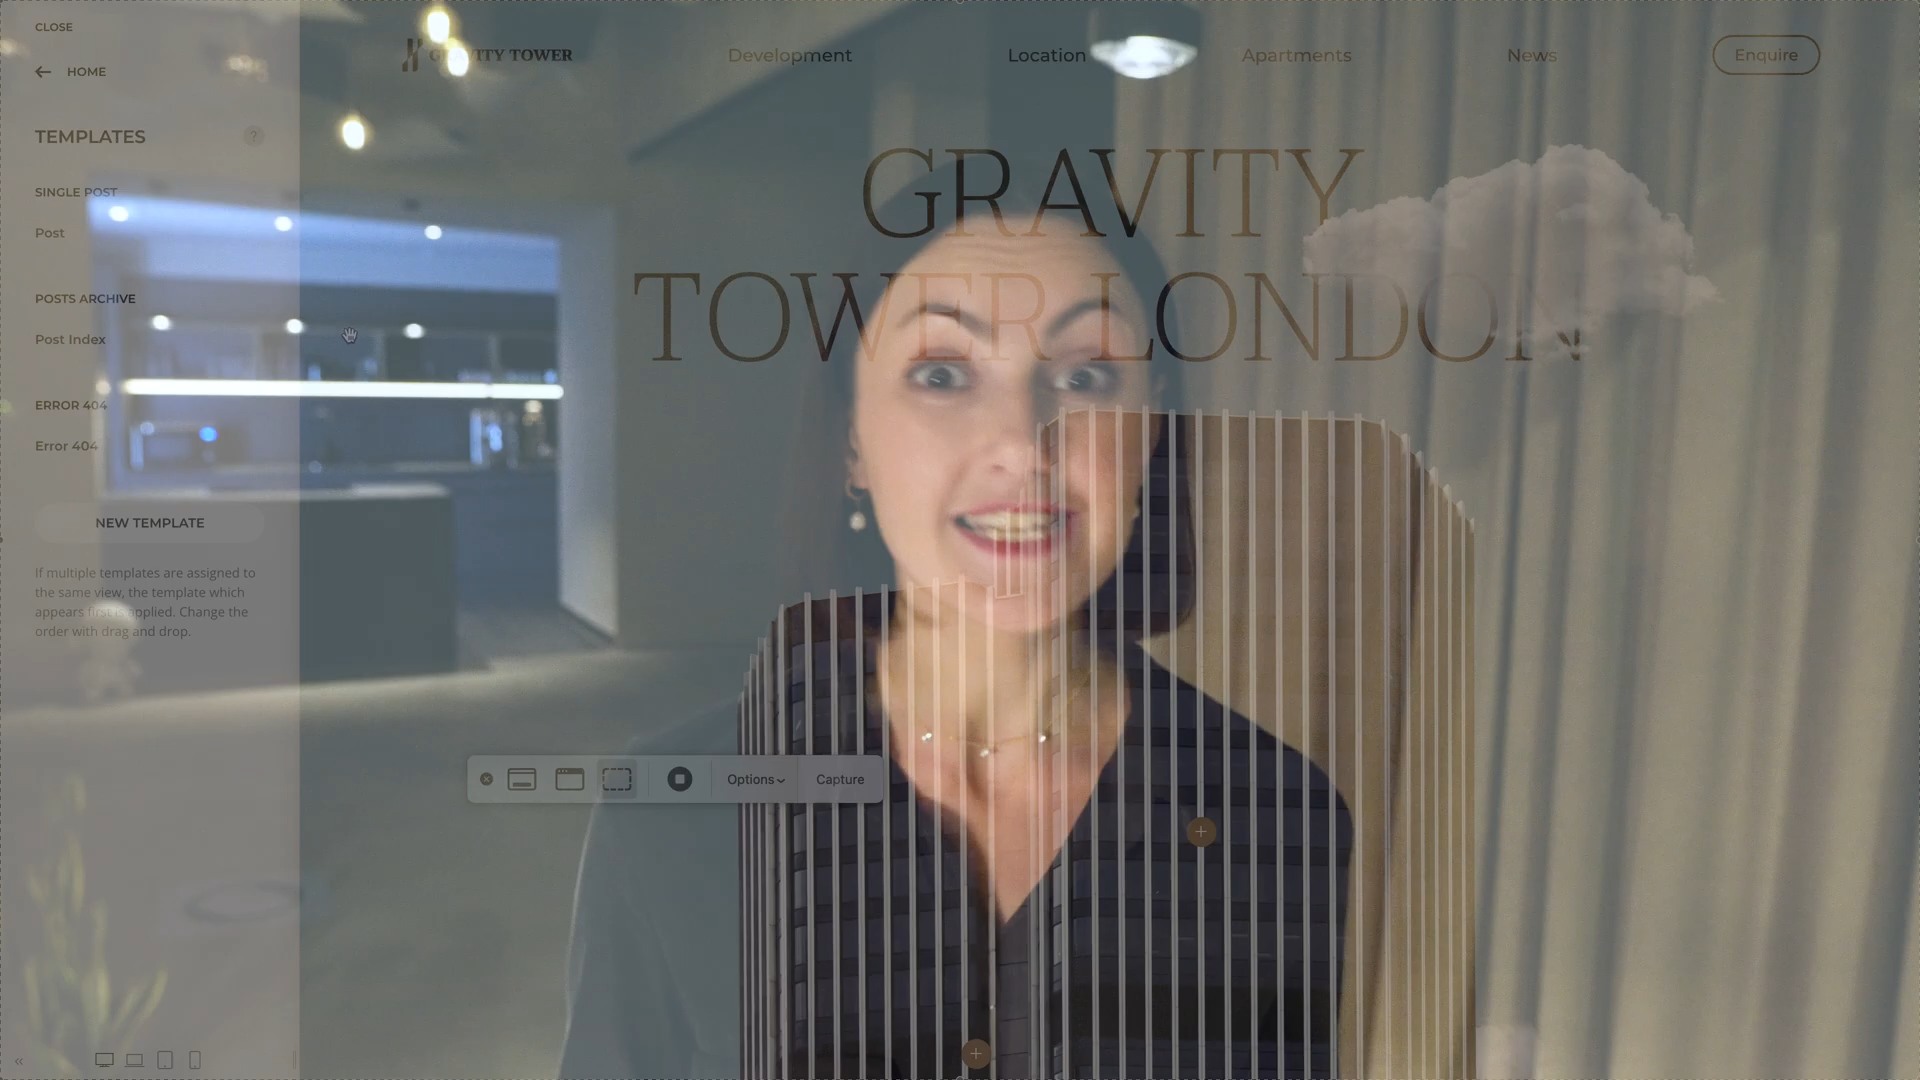 CLOSE
HOME
TEMPLATES
?
SINGLE POST
Post
POSTS ARCHIVE
Post Index
ERROR 404
Error 404
NEW TEMPLATE
If multiple templates are assigned to
the same view, the template which
appears first is applied. Change the
order with drag and drop.
GRAVITY TOWER
Development
Location
Apartments
News
Enquire
GRAVITY
TOWER LONDON
Options
Capture